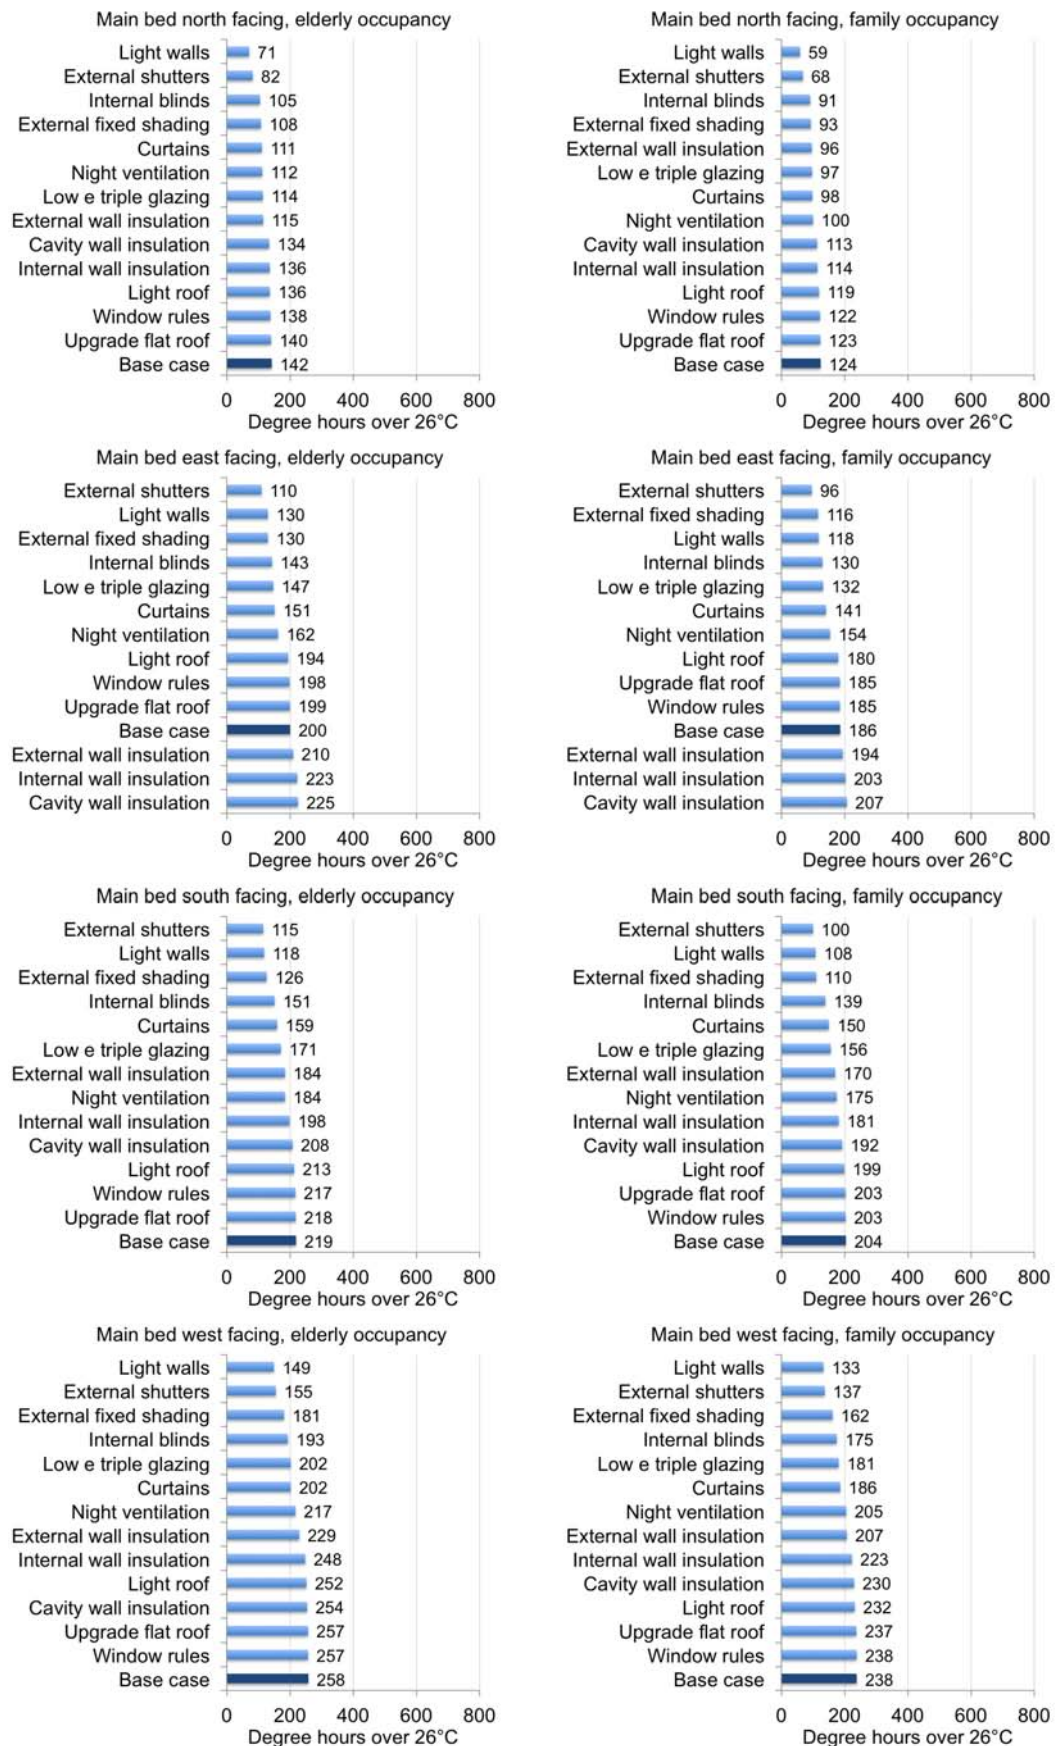 Main bed north facing, elderly occupancy
Light walls 71
External shutters 82
Internal blinds 105
External fixed shading 108
Curtains 111
Night ventilation 112
Low e triple glazing 114
External wall insulation 115
Cavity wall insulation 134
Internal wall insulation 136
Light roof 136
Window rules 138
Upgrade flat roof 140
Base case 142
0 200 400 600 800
Degree hours over 26°C
Main bed north facing, family occupancy
Light walls 59
External shutters 68
Internal blinds 91
External fixed shading 93
External wall insulation 96
Low e triple glazing 97
Curtains 98
Night ventilation 100
Cavity wall insulation 113
Internal wall insulation 114
Light roof 119
Window rules 122
Upgrade flat roof 123
Base case 124
0 200 400 600 800
Degree hours over 26°C
Main bed east facing, elderly occupancy
External shutters 110
Light walls 130
External fixed shading 130
Internal blinds 143
Low e triple glazing 147
Curtains 151
Night ventilation 162
Light roof 194
Window rules 198
Upgrade flat roof 199
Base case 200
External wall insulation 210
Internal wall insulation 223
Cavity wall insulation 225
0 200 400 600 800
Degree hours over 26°C
Main bed east facing, family occupancy
External shutters 96
External fixed shading 116
Light walls 118
Internal blinds 130
Low e triple glazing 132
Curtains 141
Night ventilation 154
Light roof 180
Upgrade flat roof 185
Window rules 185
Base case 186
External wall insulation 194
Internal wall insulation 203
Cavity wall insulation 207
0 200 400 600 800
Degree hours over 26°C
Main bed south facing, elderly occupancy
External shutters 115
Light walls 118
External fixed shading 126
Internal blinds 151
Curtains 159
Low e triple glazing 171
External wall insulation 184
Night ventilation 184
Internal wall insulation 198
Cavity wall insulation 208
Light roof 213
Window rules 217
Upgrade flat roof 218
Base case 219
0 200 400 600 800
Degree hours over 26°C
Main bed south facing, family occupancy
External shutters 100
Light walls 108
External fixed shading 110
Internal blinds 139
Curtains 150
Low e triple glazing 156
External wall insulation 170
Night ventilation 175
Internal wall insulation 181
Cavity wall insulation 192
Light roof 199
Upgrade flat roof 203
Window rules 203
Base case 204
0 200 400 600 800
Degree hours over 26°C
Main bed west facing, elderly occupancy
Light walls 149
External shutters 155
External fixed shading 181
Internal blinds 193
Low e triple glazing 202
Curtains 202
Night ventilation 217
External wall insulation 229
Internal wall insulation 248
Light roof 252
Cavity wall insulation 254
Upgrade flat roof 257
Window rules 257
Base case 258
0 200 400 600 800
Degree hours over 26°C
Main bed west facing, family occupancy
Light walls 133
External shutters 137
External fixed shading 162
Internal blinds 175
Low e triple glazing 181
Curtains 186
Night ventilation 205
External wall insulation 207
Internal wall insulation 223
Cavity wall insulation 230
Light roof 232
Upgrade flat roof 237
Window rules 238
Base case 238
0 200 400 600 800
Degree hours over 26°C